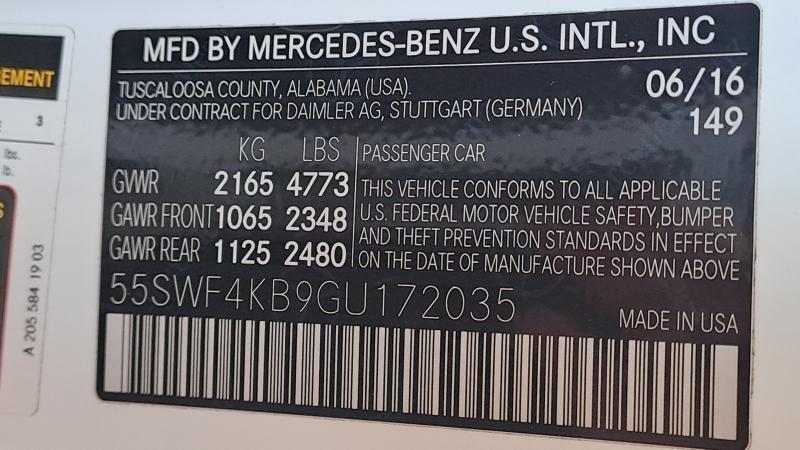 EMENT
3
lbs.
lb.
A 205 584 19 03
MFD BY MERCEDES-BENZ U.S. INTL., INC
TUSCALOOSA COUNTY, ALABAMA (USA).
UNDER CONTRACT FOR DAIMLER AG, STUTTGART (GERMANY)
06/16
149
KG LBS
GVWR 2165 4773
GAWR FRONT 1065 2348
GAWR REAR 1125 2480
PASSENGER CAR
THIS VEHICLE CONFORMS TO ALL APPLICABLE
U.S. FEDERAL MOTOR VEHICLE SAFETY,BUMPER
AND THEFT PREVENTION STANDARDS IN EFFECT
ON THE DATE OF MANUFACTURE SHOWN ABOVE
55SWF4KB9GU172035
MADE IN USA